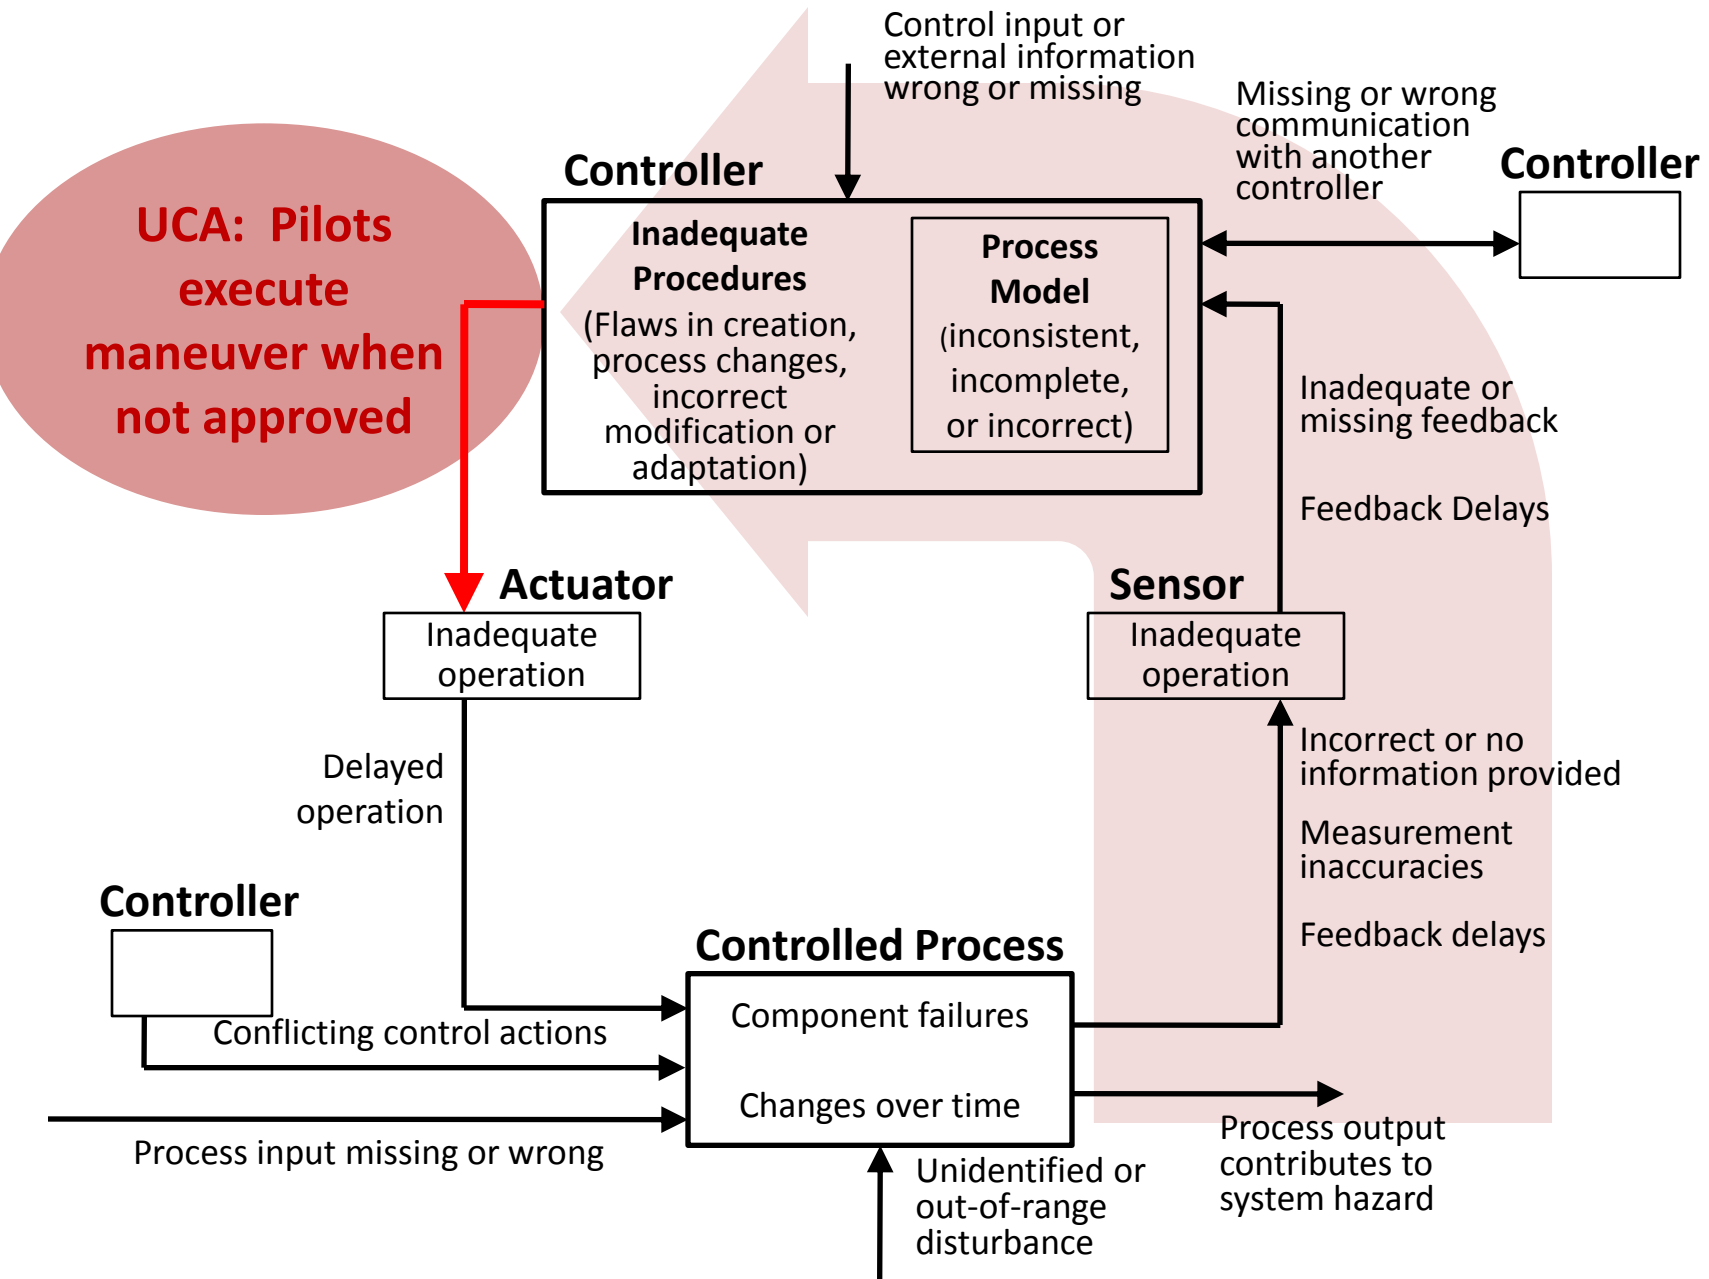 Control input or
external information
wrong or missing
Missing or wrong
communication
with another
controller
Controller
Controller
UCA:  Pilots
execute
maneuver when
not approved
Inadequate
Procedures
(Flaws in creation,
process changes,
incorrect
modification or
adaptation)
Process
Model
(inconsistent,
incomplete,
or incorrect)
Inadequate or
missing feedback
Feedback Delays
Actuator
Inadequate
operation
Sensor
Inadequate
operation
Delayed
operation
Incorrect or no
information provided
Measurement
inaccuracies
Feedback delays
Controller
Conflicting control actions
Process input missing or wrong
Controlled Process
Component failures
Changes over time
Unidentified or
out-of-range
disturbance
Process output
contributes to
system hazard